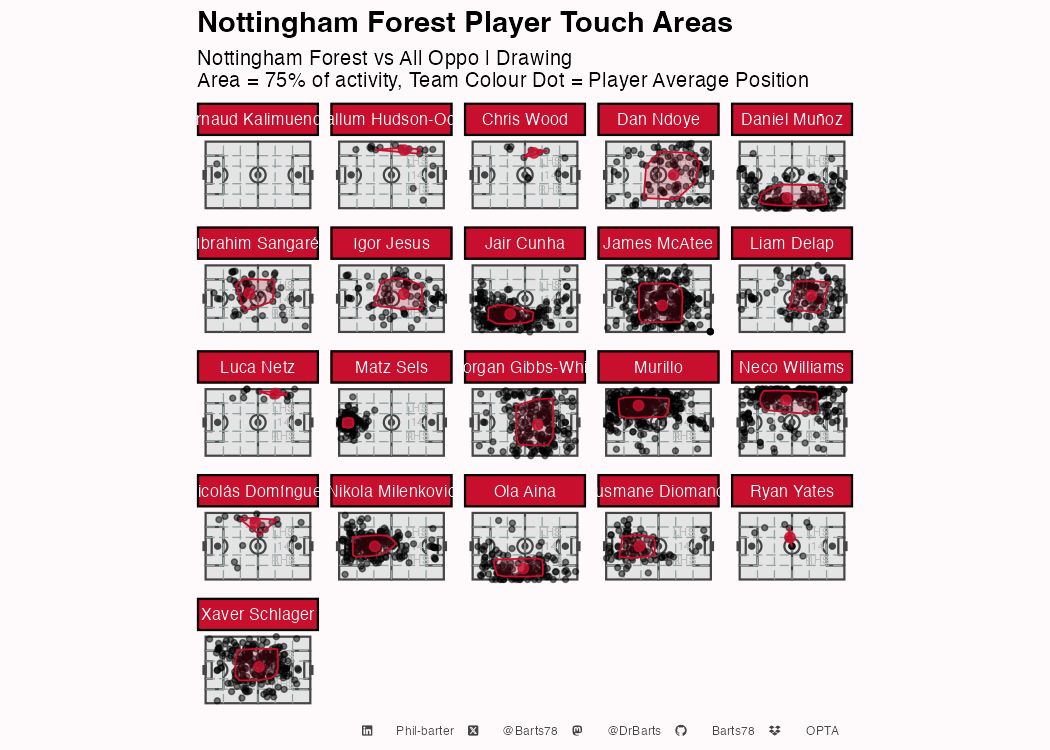 Nottingham Forest Player Touch Areas
Nottingham Forest vs All Oppo | Drawing
Area = 75% of activity, Team Colour Dot = Player Average Position
rnaud Kalimuend allum Hudson-Od Chris Wood Dan Ndoye Daniel Muñoz
Ibrahim Sangaré Igor Jesus Jair Cunha James McAtee Liam Delap
Luca Netz Matz Sels organ Gibbs-Whi Murillo Neco Williams
icolás Domíngue Nikola Milenkovic Ola Aina usmane Diomand Ryan Yates
Xaver Schlager
Phil-barter @Barts78 @DrBarts Barts78 OPTA